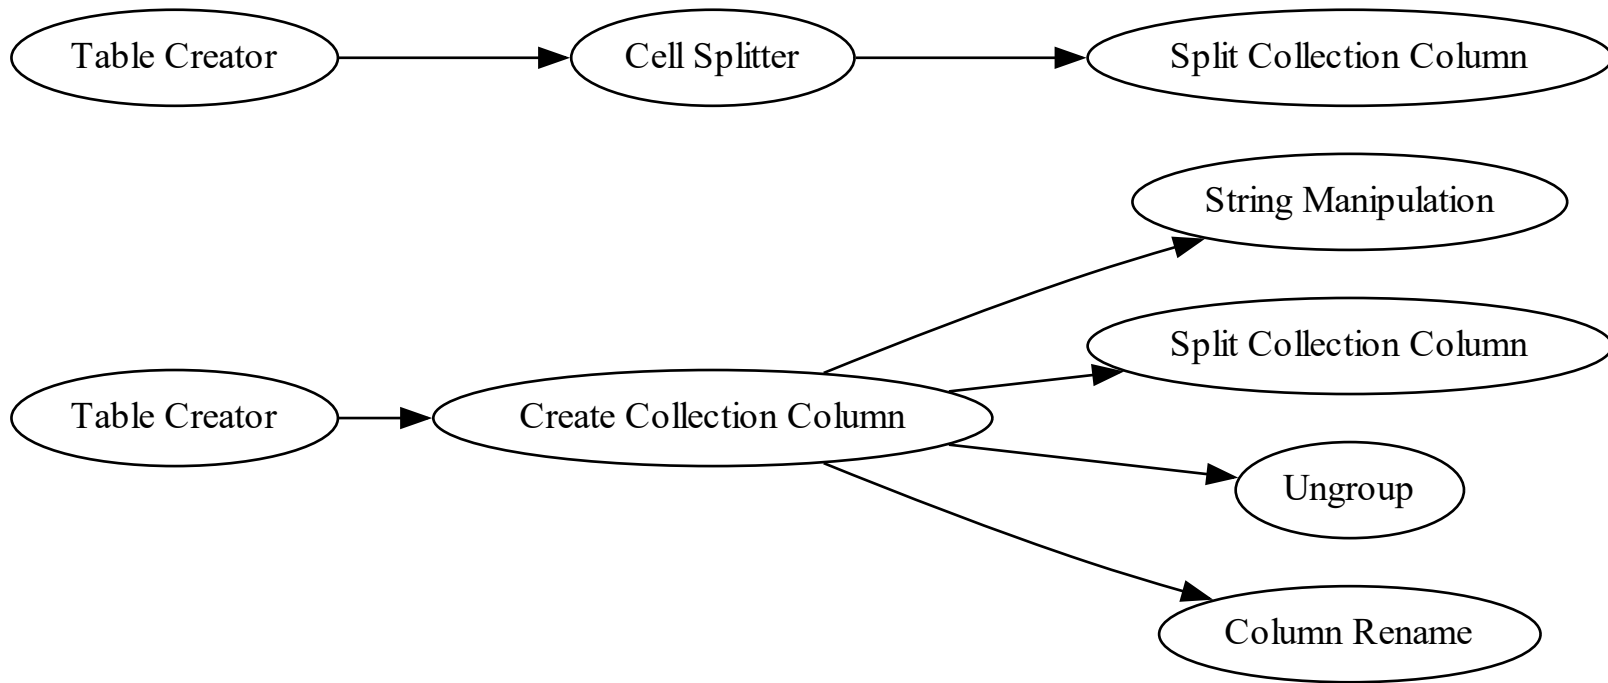 Table Creator
Cell Splitter
Split Collection Column
String Manipulation
Split Collection Column
Table Creator
Create Collection Column
Ungroup
Column Rename